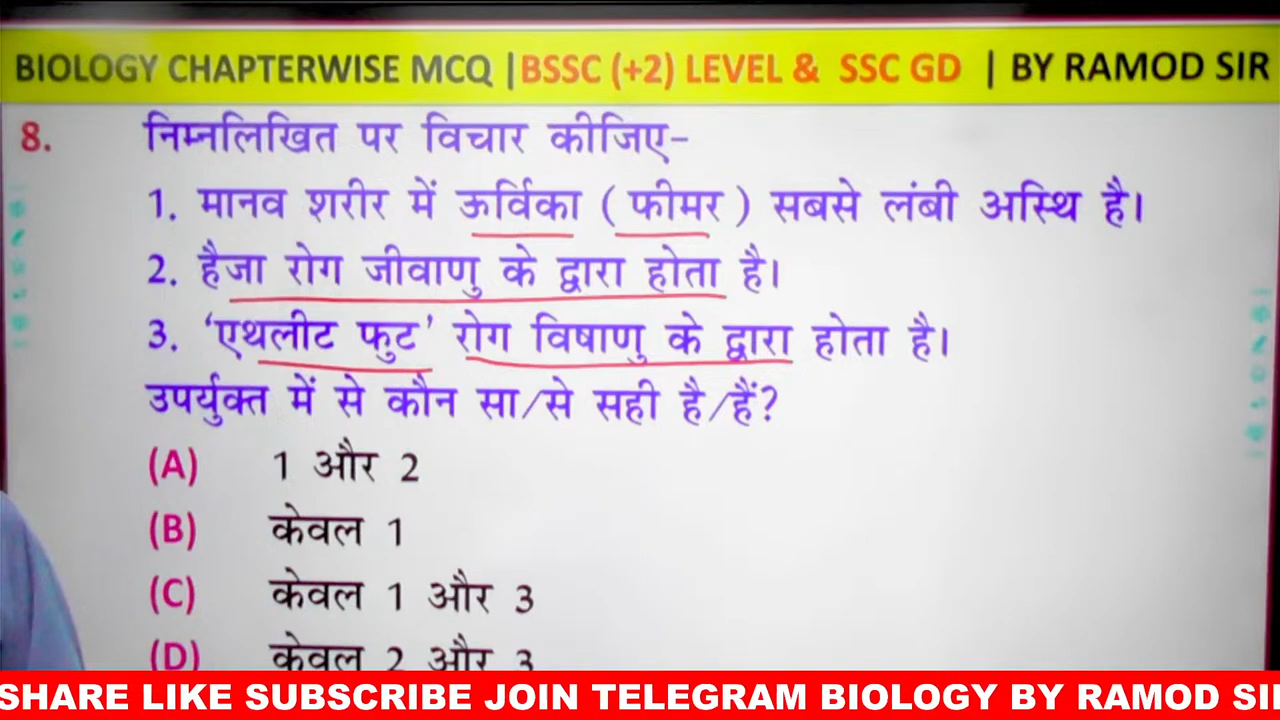 BIOLOGY CHAPTERWISE MCQ | BSSC (+2) LEVEL & SSC GD | BY RAMOD SIR
8. निम्नलिखित पर विचार कीजिए-
1. मानव शरीर में ऊर्विका ( फीमर ) सबसे लंबी अस्थि है।
2. हैजा रोग जीवाणु के द्वारा होता है।
3. ‘एथलीट फुट’ रोग विषाणु के द्वारा होता है।
उपर्युक्त में से कौन सा/से सही है/हैं?
(A) 1 और 2
(B) केवल 1
(C) केवल 1 और 3
(D) केवल 2 और 3
SHARE LIKE SUBSCRIBE JOIN TELEGRAM BIOLOGY BY RAMOD SIR